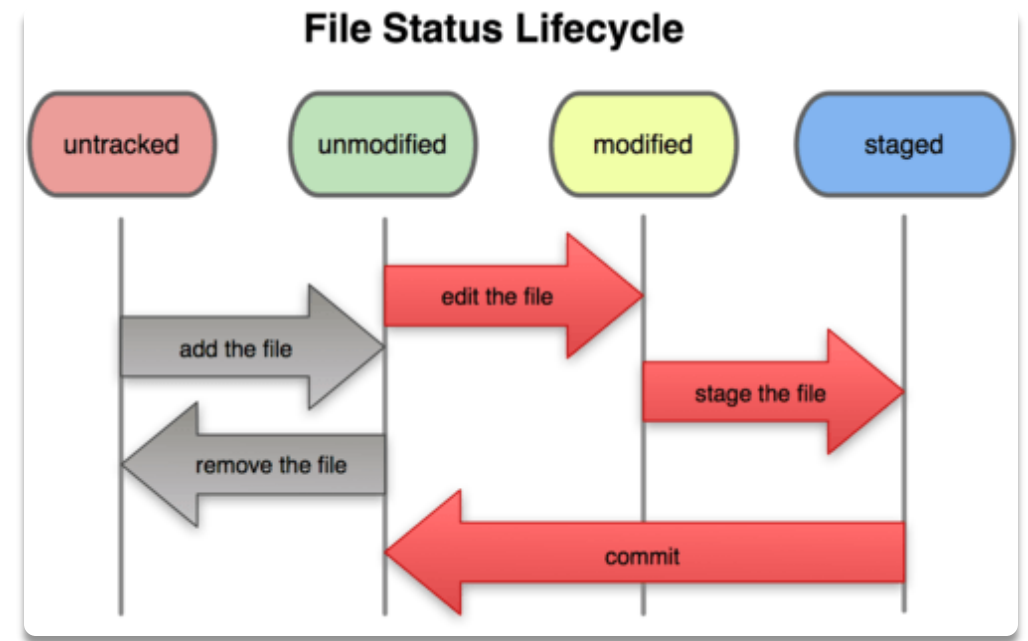 File Status Lifecycle
untracked
unmodified
modified
staged
edit the file
add the file
stage the file
remove the file
commit